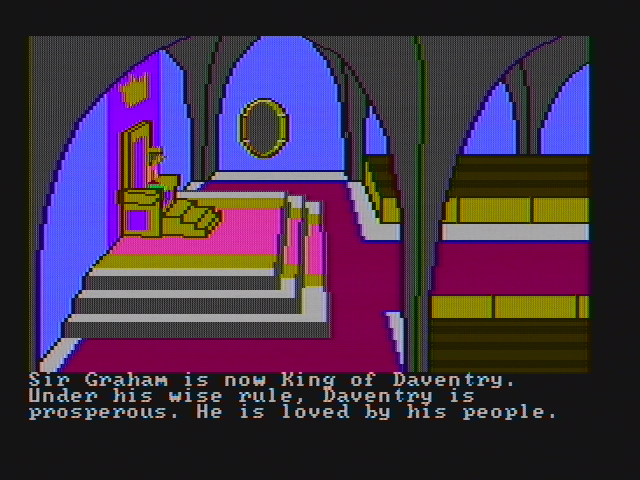 Sir Graham is now King of Daventry.
Under his wise rule, Daventry is
prosperous. He is loved by his people.